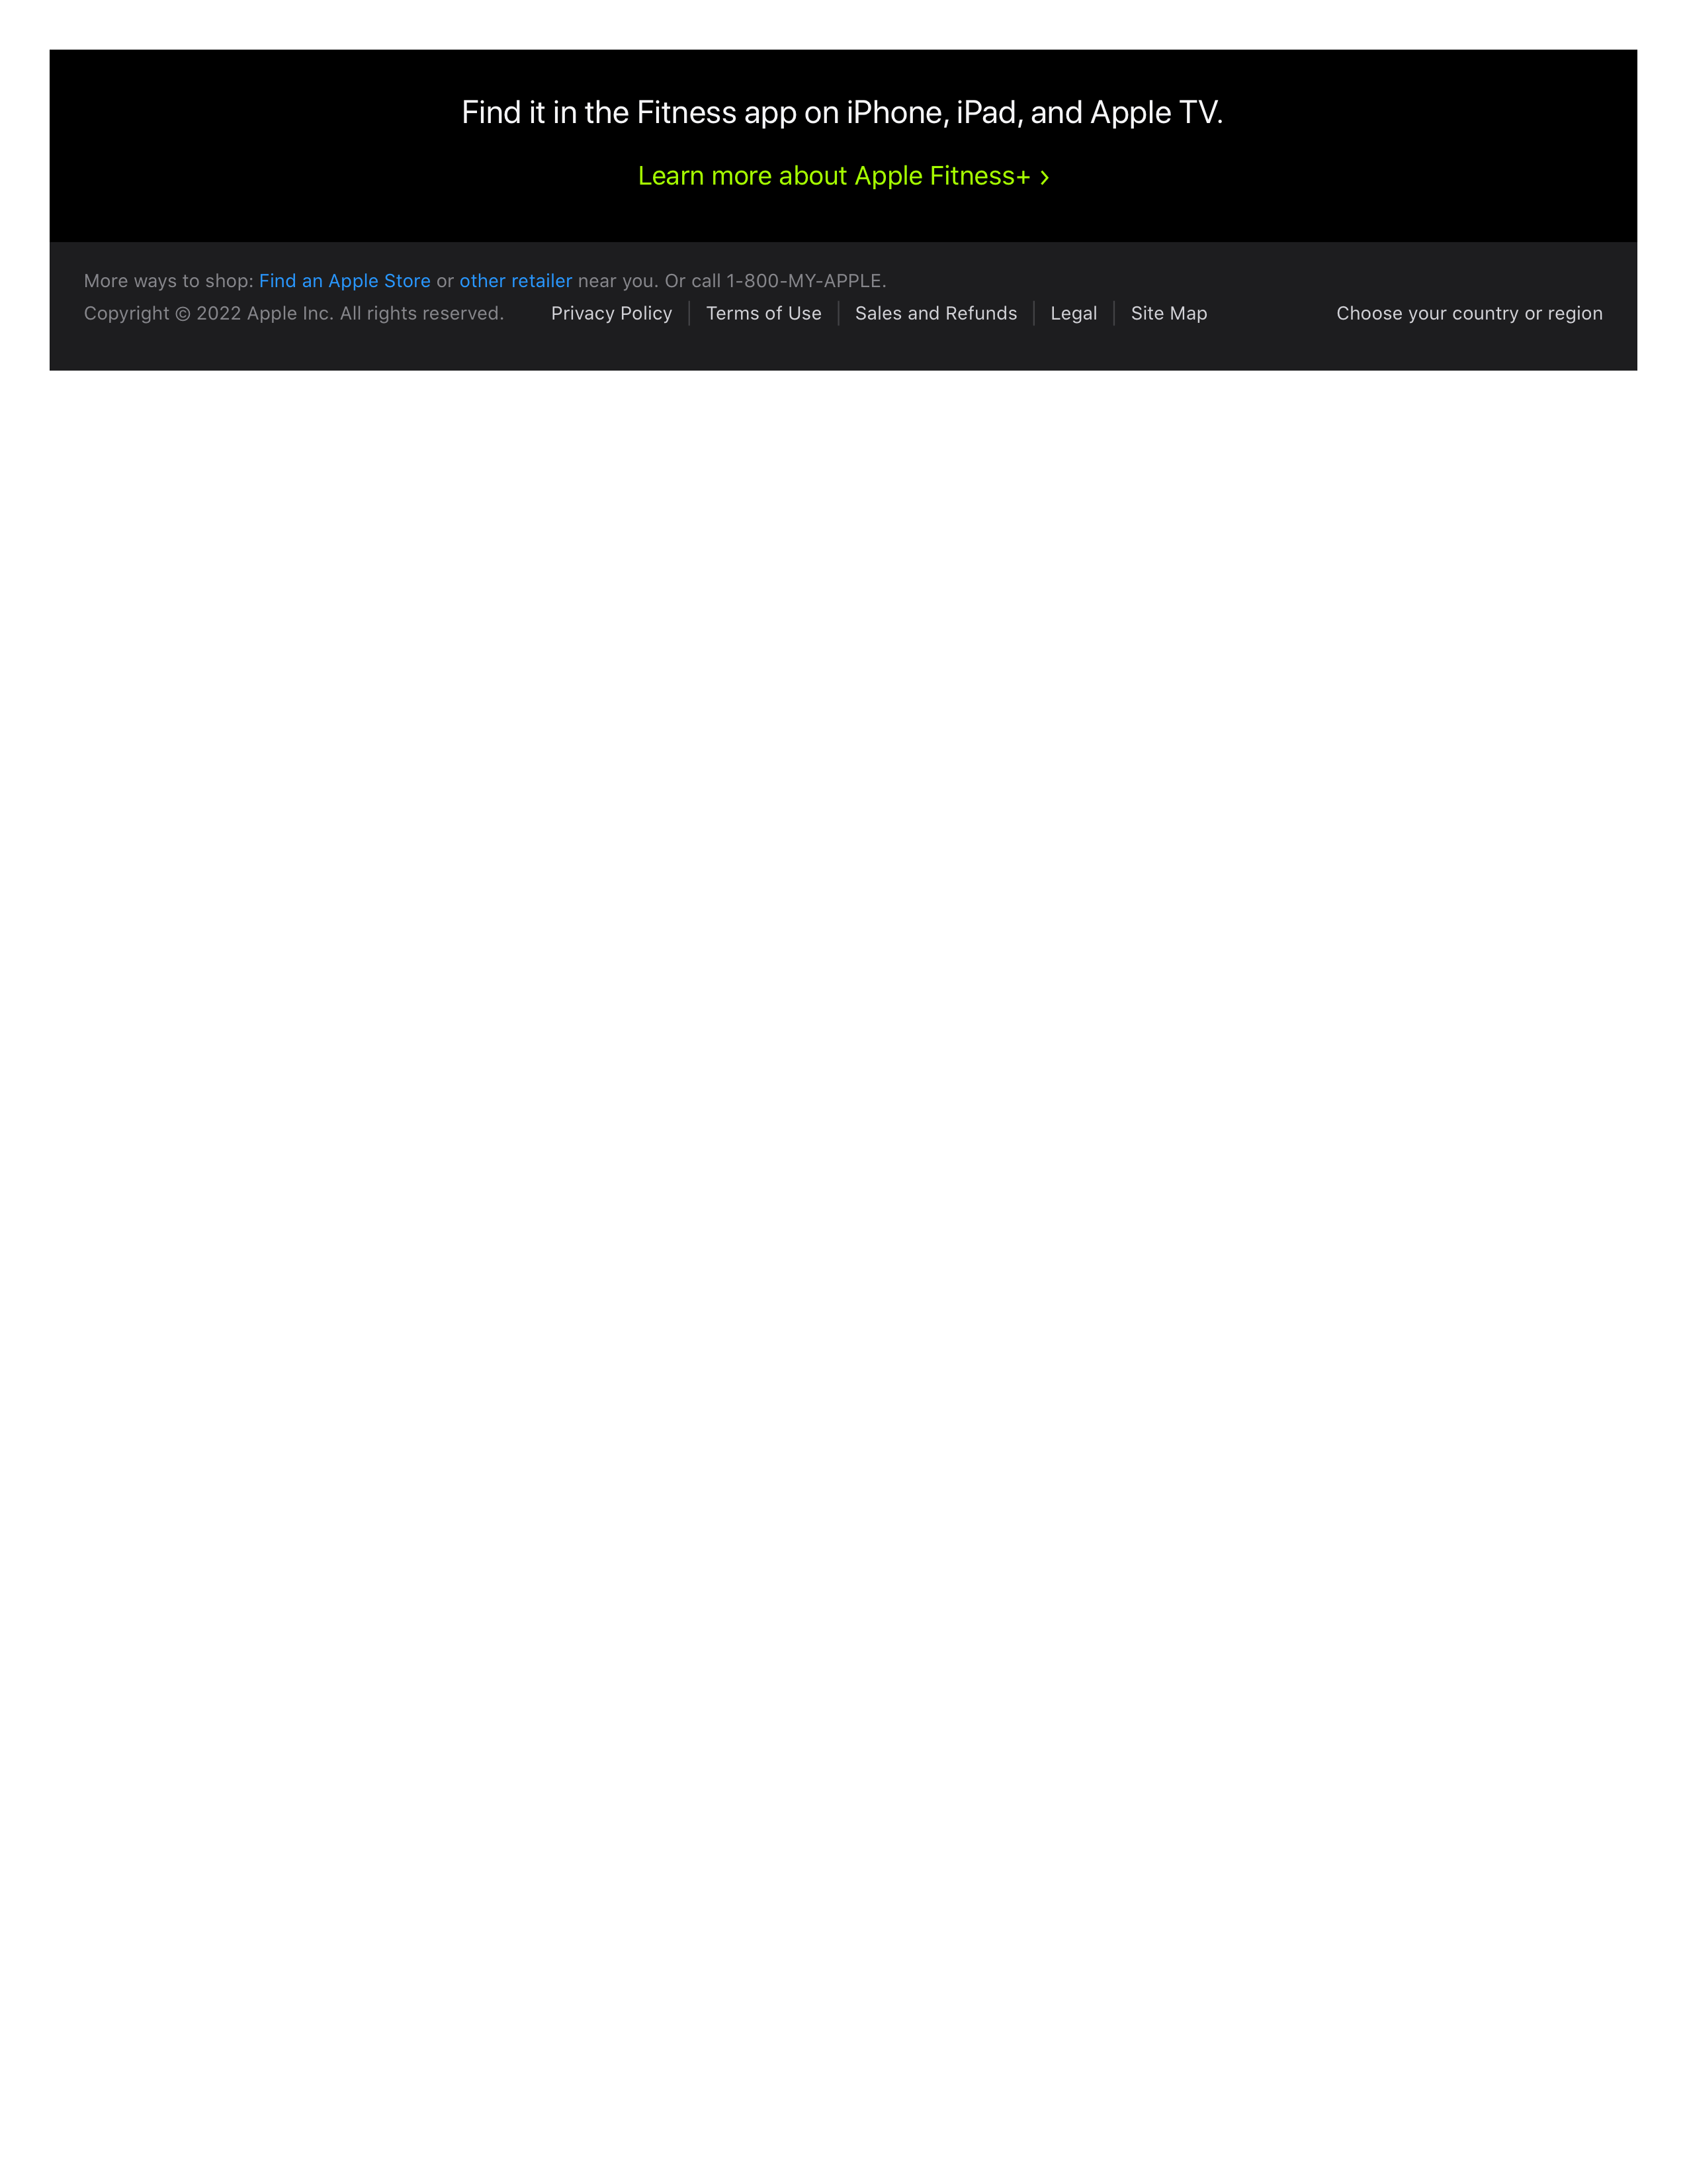 Find it in the Fitness app on iPhone, iPad, and Apple TV.
Learn more about Apple Fitness+ ›
More ways to shop: Find an Apple Store or other retailer near you. Or call 1-800-MY-APPLE.
Copyright © 2022 Apple Inc. All rights reserved. Privacy Policy | Terms of Use | Sales and Refunds | Legal | Site Map Choose your country or region